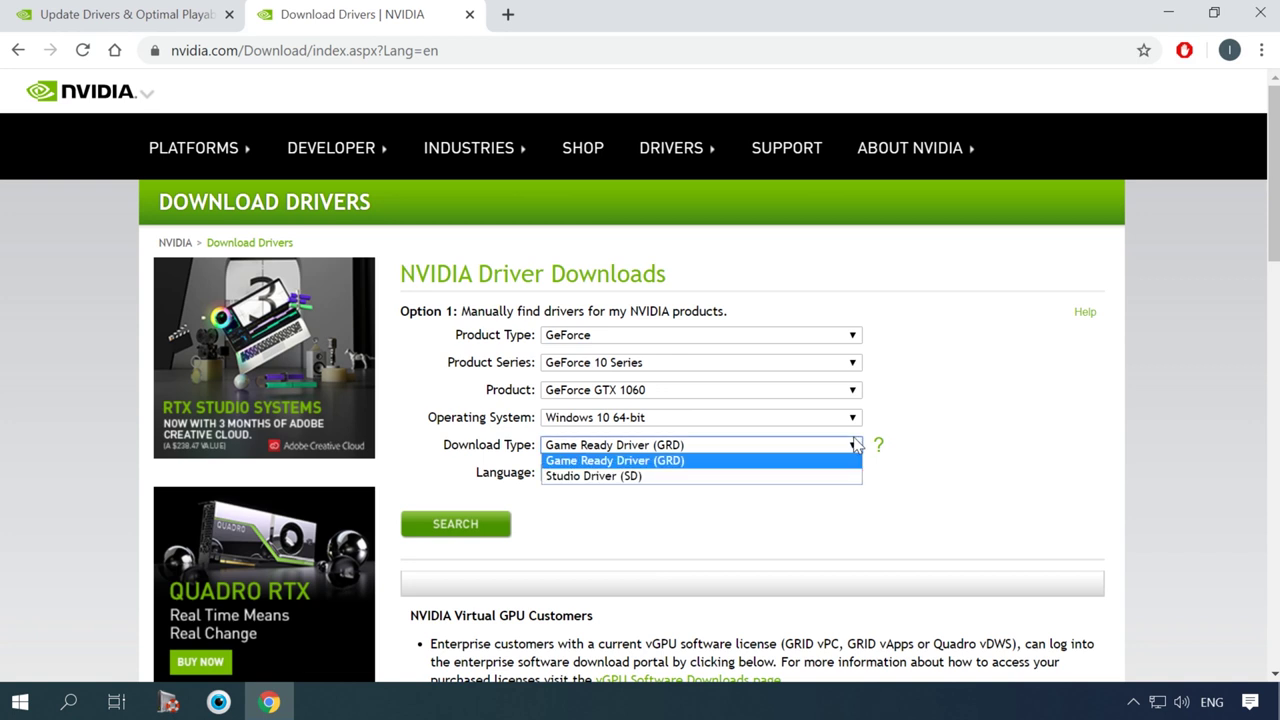 Update Drivers & Optimal Playab
Download Drivers | NVIDIA
nvidia.com/Download/index.aspx?Lang=en
I
NVIDIA.
PLATFORMS
DEVELOPER
INDUSTRIES
SHOP
DRIVERS
SUPPORT
ABOUT NVIDIA
DOWNLOAD DRIVERS
NVIDIA > Download Drivers
3
RTX STUDIO SYSTEMS
NOW WITH 3 MONTHS OF ADOBE
CREATIVE CLOUD.
(A $238.47 VALUE)
Adobe Creative Cloud
NVIDIA Driver Downloads
Option 1: Manually find drivers for my NVIDIA products.
Help
Product Type: GeForce
Product Series: GeForce 10 Series
Product: GeForce GTX 1060
Operating System: Windows 10 64-bit
Download Type: Game Ready Driver (GRD)
?
Game Ready Driver (GRD)
Studio Driver (SD)
Language:
SEARCH
QUADRO
QUADRO RTX
Real Time Means
Real Change
BUY NOW
NVIDIA Virtual GPU Customers
• Enterprise customers with a current vGPU software license (GRID vPC, GRID vApps or Quadro vDWS), can log into
the enterprise software download portal by clicking below. For more information about how to access your
purchased licenses visit the vGPU Software Downloads page.
ENG